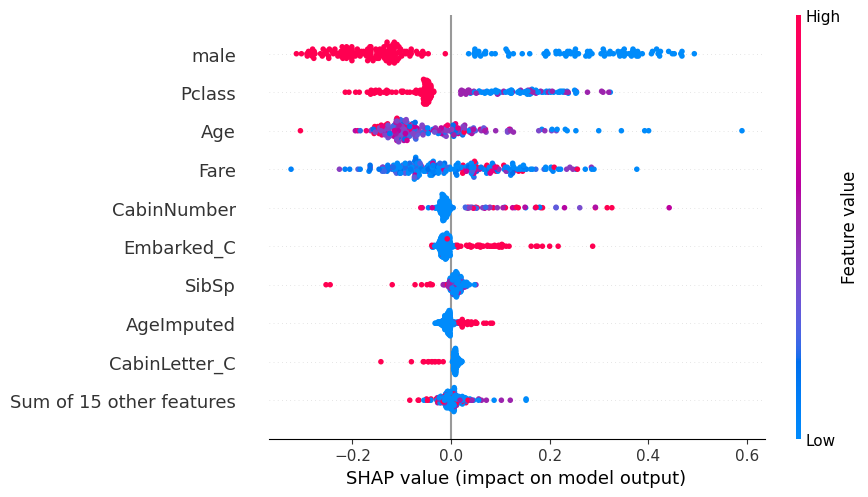 High
male
Pclass
Age
Fare
CabinNumber
Embarked_C
SibSp
AgeImputed
CabinLetter_C
Sum of 15 other features
Feature value
Low
−0.2 0.0 0.2 0.4 0.6
SHAP value (impact on model output)